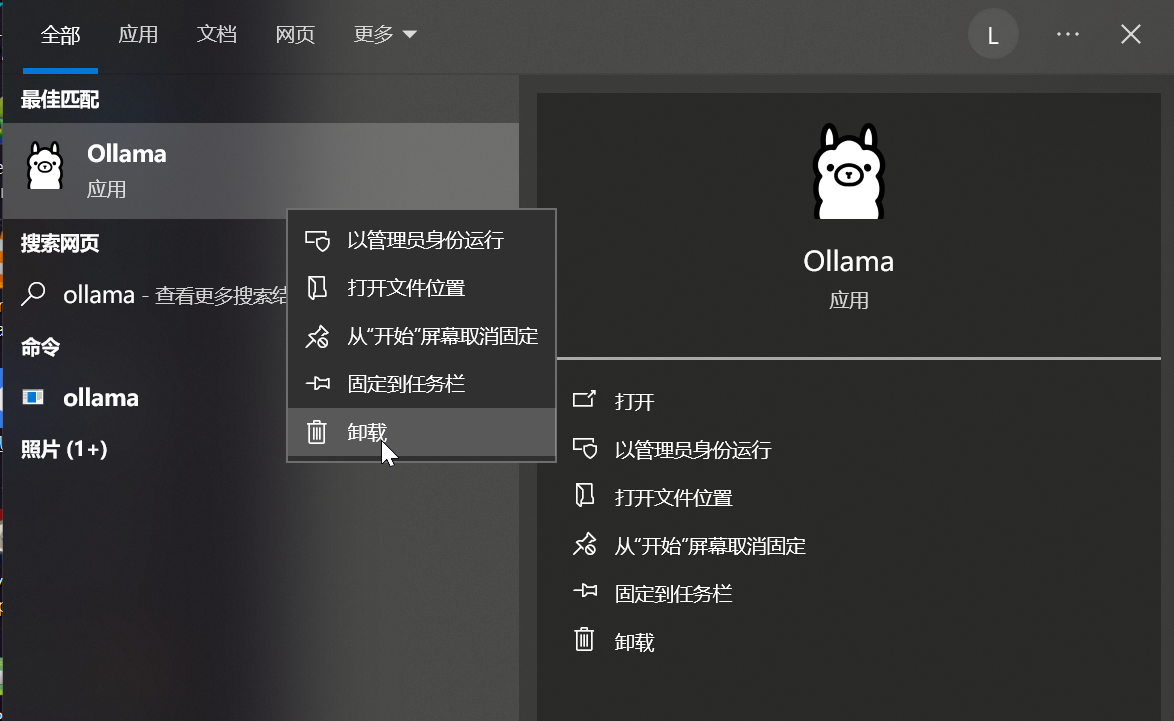 全部 应用 文档 网页 更多
L
最佳匹配
Ollama
应用
搜索网页
ollama - 查看更多搜索结
命令
ollama
照片 (1+)
以管理员身份运行
打开文件位置
从“开始”屏幕取消固定
固定到任务栏
卸载
Ollama
应用
打开
以管理员身份运行
打开文件位置
从“开始”屏幕取消固定
固定到任务栏
卸载